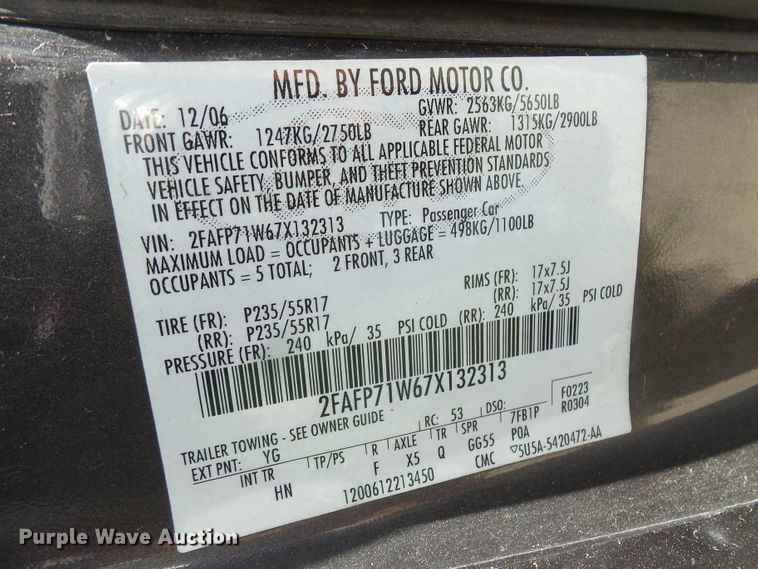 MFD. BY FORD MOTOR CO.
DATE: 12/06 GVWR: 2563KG/5650LB
FRONT GAWR: 1247KG/2750LB REAR GAWR: 1315KG/2900LB
THIS VEHICLE CONFORMS TO ALL APPLICABLE FEDERAL MOTOR
VEHICLE SAFETY, BUMPER, AND THEFT PREVENTION STANDARDS
IN EFFECT ON THE DATE OF MANUFACTURE SHOWN ABOVE.
VIN: 2FAFP71W67X132313 TYPE: Passenger Car
MAXIMUM LOAD = OCCUPANTS + LUGGAGE = 498KG/1100LB
OCCUPANTS = 5 TOTAL; 2 FRONT, 3 REAR
TIRE (FR): P235/55R17 RIMS (FR): 17x7.5J
(RR): P235/55R17 (RR): 17x7.5J
PRESSURE (FR): 240 kPa/ 35 PSI COLD (RR): 240 kPa/ 35 PSI COLD
2FAFP71W67X132313
F0223
R0304
TRAILER TOWING - SEE OWNER GUIDE RC: 53 DSO:
EXT PNT: YG TP/PS R AXLE TR SPR 7FB1P
INT TR F X5 Q GG55 POA
HN 1200612213450 CMC ▽5U5A-5420472-AA
Purple Wave Auction